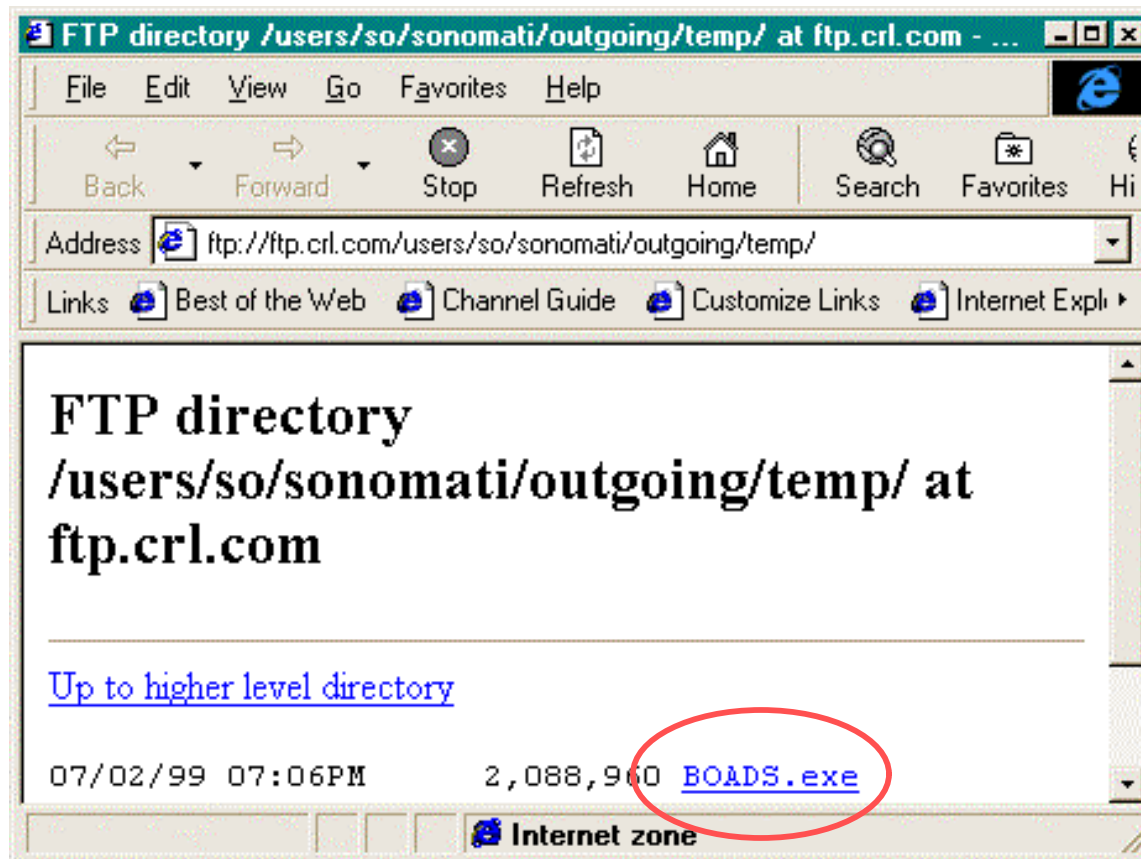 FTP directory /users/so/sonomati/outgoing/temp/ at ftp.crl.com - ...
File Edit View Go Favorites Help
Back Forward Stop Refresh Home Search Favorites Hi
Address ftp://ftp.crl.com/users/so/sonomati/outgoing/temp/
Links Best of the Web Channel Guide Customize Links Internet Expl
FTP directory
/users/so/sonomati/outgoing/temp/ at
ftp.crl.com
Up to higher level directory
07/02/99 07:06PM 2,088,960 BOADS.exe
Internet zone